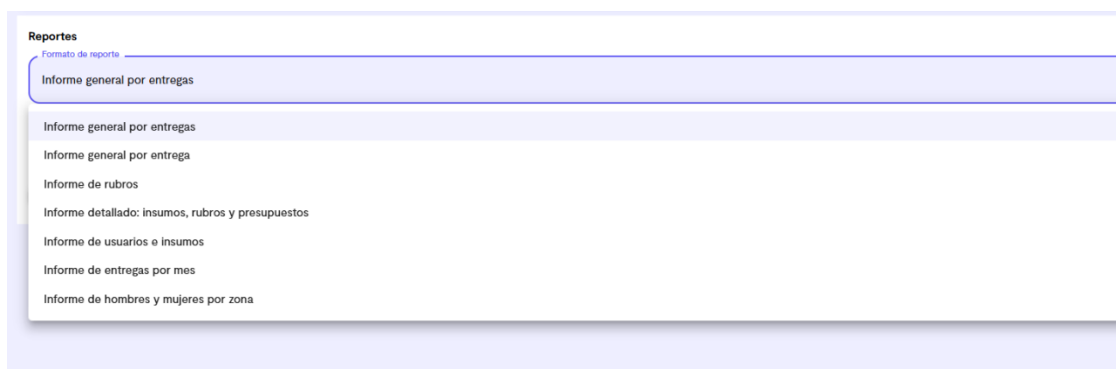 Reportes
Formato de reporte
Informe general por entregas
Informe general por entregas
Informe general por entrega
Informe de rubros
Informe detallado: insumos, rubros y presupuestos
Informe de usuarios e insumos
Informe de entregas por mes
Informe de hombres y mujeres por zona